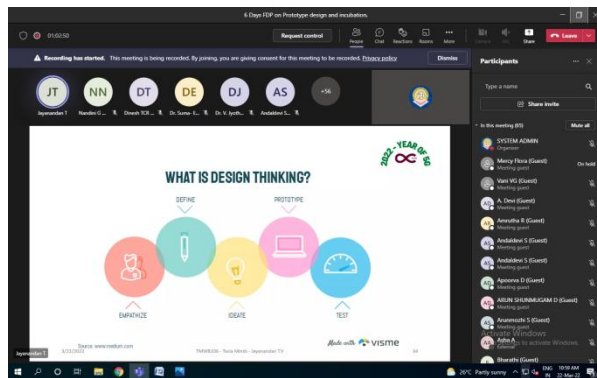 6 Days FDP on Prototype design and incubation.
01:02:50
Request control
People
Chat
Reactions
Rooms
More
Camera
Mic
Share
Leave
Recording has started. This meeting is being recorded. By joining, you are giving consent for this meeting to be recorded. Privacy policy
Dismiss
JT
NN
DT
DE
DJ
AS
+56
Jayanandan T
Nandini G ...
Dinesh TCR ...
Dr. Suma- E...
Dr. V. Jyoth...
Andaldevi S...
2022 - YEAR OF 5G
WHAT IS DESIGN THINKING?
DEFINE
PROTOTYPE
EMPATHIZE
IDEATE
TEST
Source: www.medium.com
Made with visme
Jayanandan T
54
Participants
Type a name
Share invite
In this meeting (65)
Mute all
SYSTEM ADMIN
Organizer
Mercy Flora (Guest)
Meeting guest
On hold
Vani VG (Guest)
Meeting guest
A. Devi (Guest)
Meeting guest
Amrutha R (Guest)
Meeting guest
Andaldevi S (Guest)
Meeting guest
Andaldevi S (Guest)
Meeting guest
Apoorva D (Guest)
Meeting guest
ARUN SHUNMUGAM D (Guest)
Meeting guest
Arunmozhi S (Guest)
Meeting guest
Activate Windows
Asha A
to activate Windows.
Bharathi (Guest)
26°C Partly sunny
ENG
IN
10:59 AM
22-Mar-22